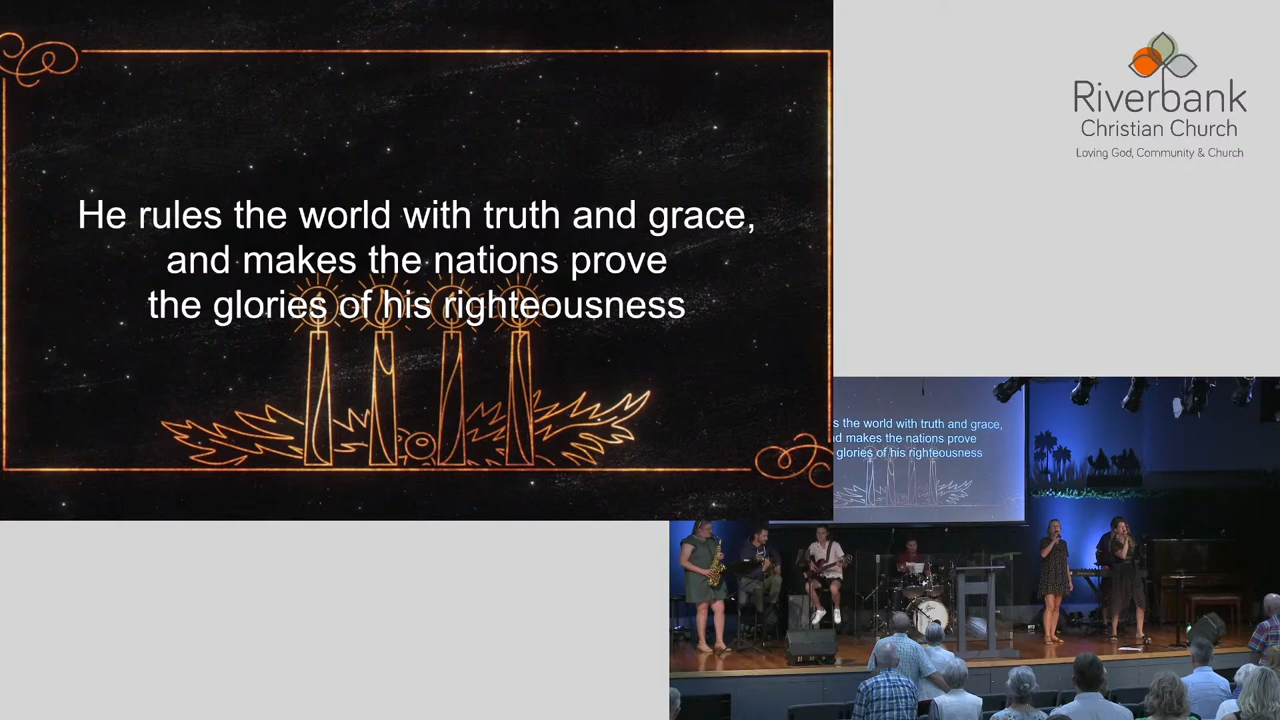 He rules the world with truth and grace,
and makes the nations prove
the glories of his righteousness
Riverbank
Christian Church
Loving God, Community & Church
s the world with truth and grace,
d makes the nations prove
glories of his righteousness